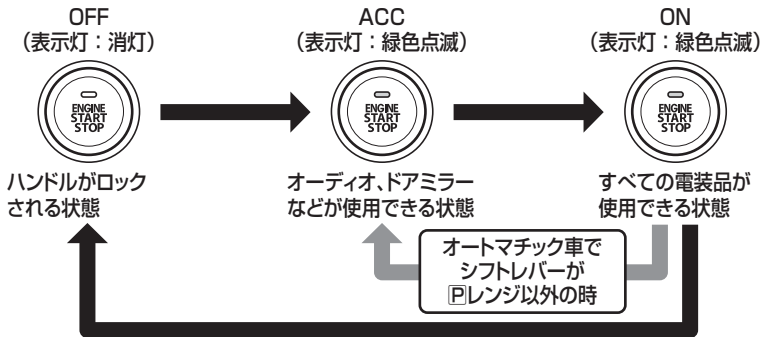 OFF
（表示灯：消灯）
ENGINE
START
STOP
ハンドルがロック
される状態
ACC
（表示灯：緑色点滅）
ENGINE
START
STOP
オーディオ、ドアミラー
などが使用できる状態
ON
（表示灯：緑色点滅）
ENGINE
START
STOP
すべての電装品が
使用できる状態
オートマチック車で
シフトレバーが
🄿レンジ以外の時